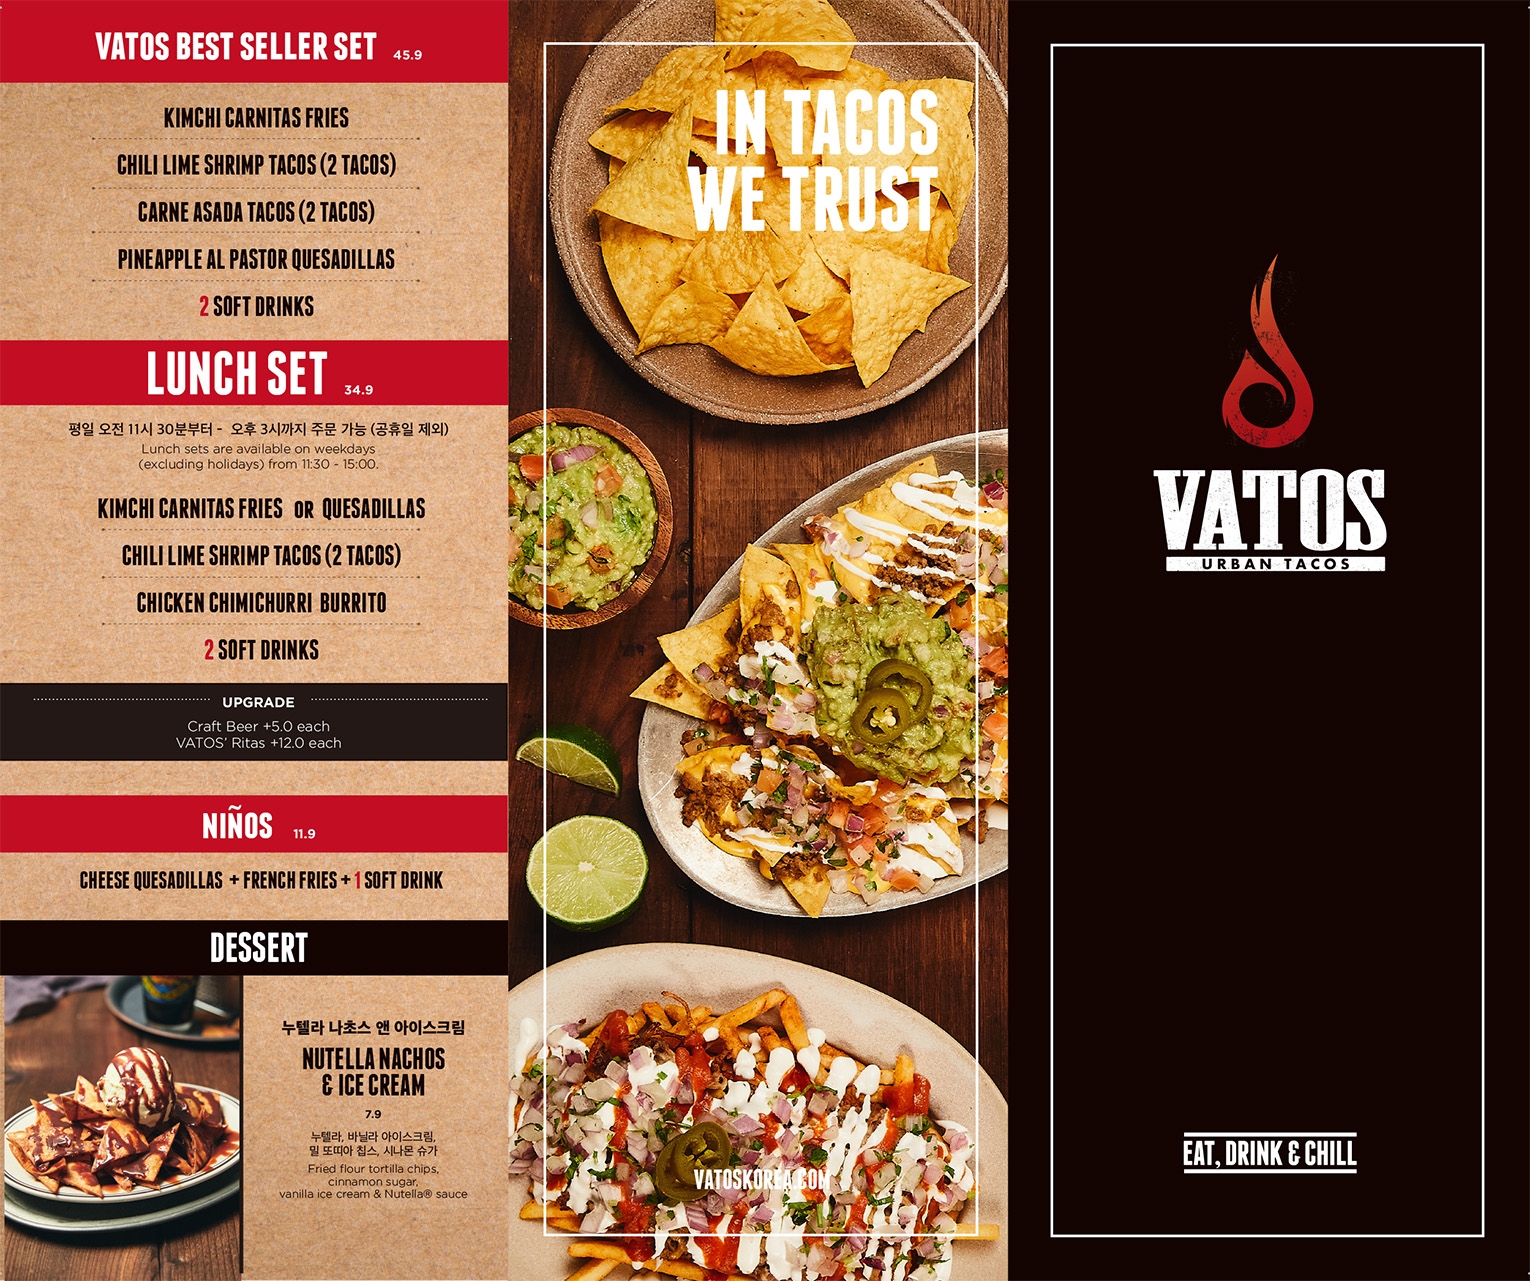 VATOS BEST SELLER SET 45.9
KIMCHI CARNITAS FRIES
CHILI LIME SHRIMP TACOS (2 TACOS)
CARNE ASADA TACOS (2 TACOS)
PINEAPPLE AL PASTOR QUESADILLAS
2 SOFT DRINKS
LUNCH SET 34.9
평일 오전 11시 30분부터 - 오후 3시까지 주문 가능 (공휴일 제외)
Lunch sets are available on weekdays
(excluding holidays) from 11:30 - 15:00.
KIMCHI CARNITAS FRIES OR QUESADILLAS
CHILI LIME SHRIMP TACOS (2 TACOS)
CHICKEN CHIMICHURRI BURRITO
2 SOFT DRINKS
UPGRADE
Craft Beer +5.0 each
VATOS' Ritas +12.0 each
NIÑOS 11.9
CHEESE QUESADILLAS + FRENCH FRIES + 1 SOFT DRINK
DESSERT
누텔라 나초스 앤 아이스크림
NUTELLA NACHOS
& ICE CREAM
7.9
누텔라, 바닐라 아이스크림,
밀 또띠아 칩스, 시나몬 슈가
Fried flour tortilla chips,
cinnamon sugar,
vanilla ice cream & Nutella® sauce
IN TACOS
WE TRUST
VATOSKOREA.COM
VATOS
URBAN TACOS
EAT, DRINK & CHILL